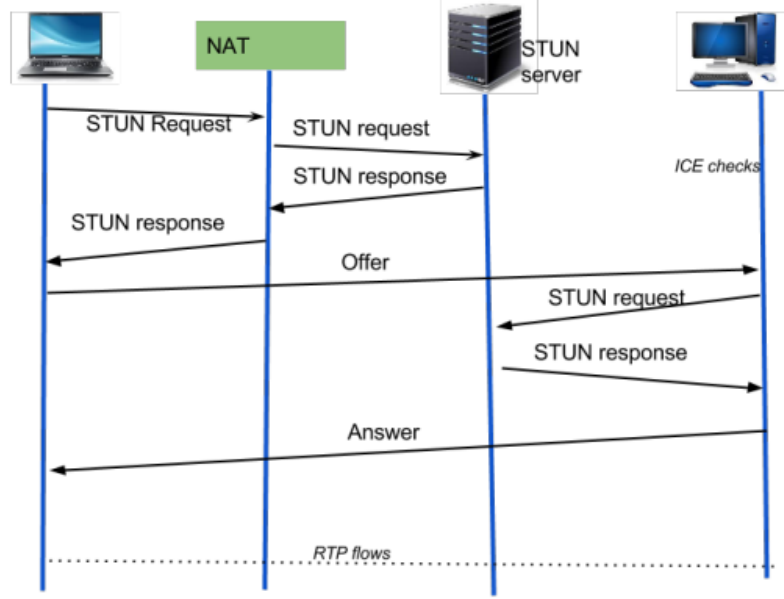 NAT
STUN
server
STUN Request
STUN request
ICE checks
STUN response
STUN response
Offer
STUN request
STUN response
Answer
RTP flows